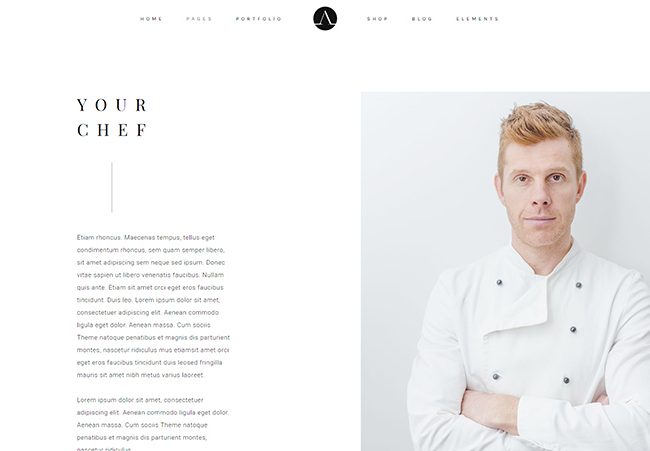 HOME PAGES PORTFOLIO A SHOP BLOG ELEMENTS
YOUR
CHEF
Etiam rhoncus. Maecenas tempus, tellus eget
condimentum rhoncus, sem quam semper libero,
sit amet adipiscing sem neque sed ipsum. Donec
vitae sapien ut libero venenatis faucibus. Nullam
quis ante. Etiam sit amet orci eget eros faucibus
tincidunt. Duis leo. Lorem ipsum dolor sit amet,
consectetuer adipiscing elit. Aenean commodo
ligula eget dolor. Aenean massa. Cum sociis
Theme natoque penatibus et magnis dis parturient
montes, nascetur ridiculus mus etiamsit amet orci
eget eros faucibus tincidunt duis leosed fringilla
mauris sit amet nibh metus varius laoreet.
Lorem ipsum dolor sit amet, consectetuer
adipiscing elit. Aenean commodo ligula eget dolor.
Aenean massa. Cum sociis Theme natoque
penatibus et magnis dis parturient montes,
nascetur ridiculus